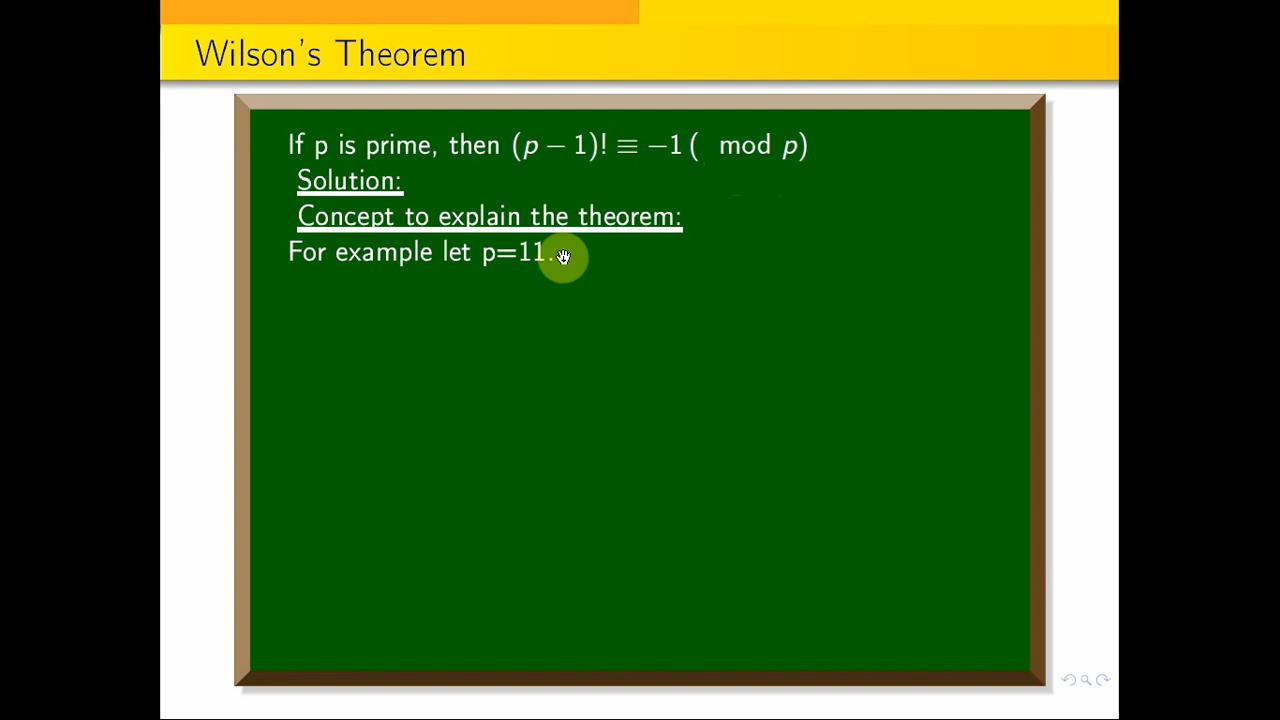 Wilson's Theorem
If p is prime, then (p − 1)! ≡ −1 ( mod p)
Solution:
Concept to explain the theorem:
For example let p=11.